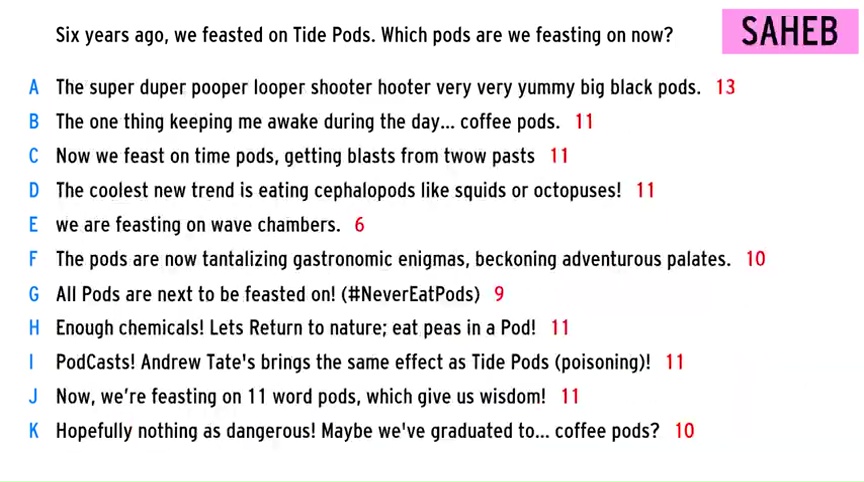 Six years ago, we feasted on Tide Pods. Which pods are we feasting on now?
SAHEB
A The super duper pooper looper shooter hooter very very yummy big black pods. 13
B The one thing keeping me awake during the day... coffee pods. 11
C Now we feast on time pods, getting blasts from twow pasts 11
D The coolest new trend is eating cephalopods like squids or octopuses! 11
E we are feasting on wave chambers. 6
F The pods are now tantalizing gastronomic enigmas, beckoning adventurous palates. 10
G All Pods are next to be feasted on! (#NeverEatPods) 9
H Enough chemicals! Lets Return to nature; eat peas in a Pod! 11
I PodCasts! Andrew Tate's brings the same effect as Tide Pods (poisoning)! 11
J Now, we’re feasting on 11 word pods, which give us wisdom! 11
K Hopefully nothing as dangerous! Maybe we've graduated to... coffee pods? 10